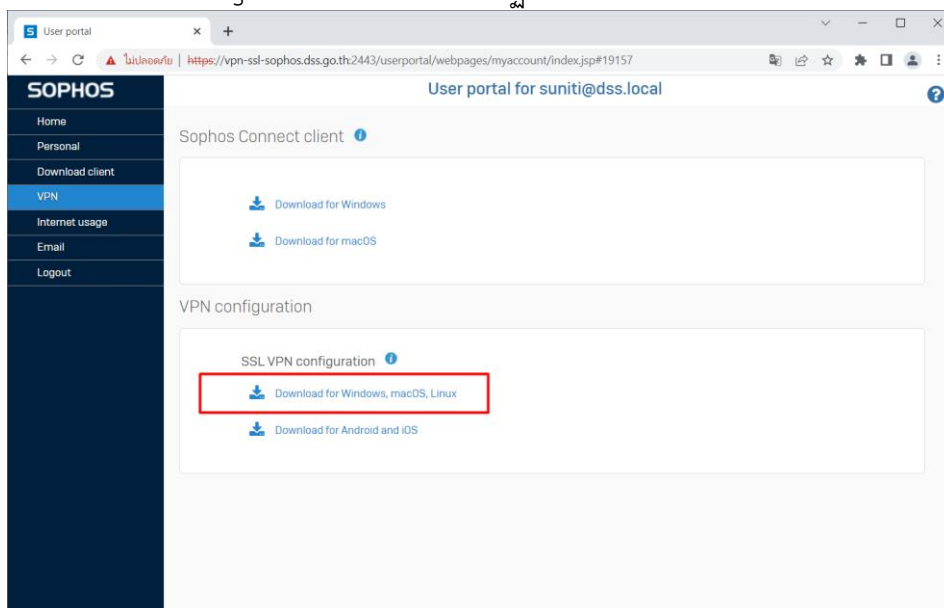 User portal
ไม่ปลอดภัย | https://vpn-ssl-sophos.dss.go.th:2443/userportal/webpages/myaccount/index.jsp#19157
SOPHOS
User portal for suniti@dss.local
Home
Personal
Download client
VPN
Internet usage
Email
Logout
Sophos Connect client
Download for Windows
Download for macOS
VPN configuration
SSL VPN configuration
Download for Windows, macOS, Linux
Download for Android and iOS